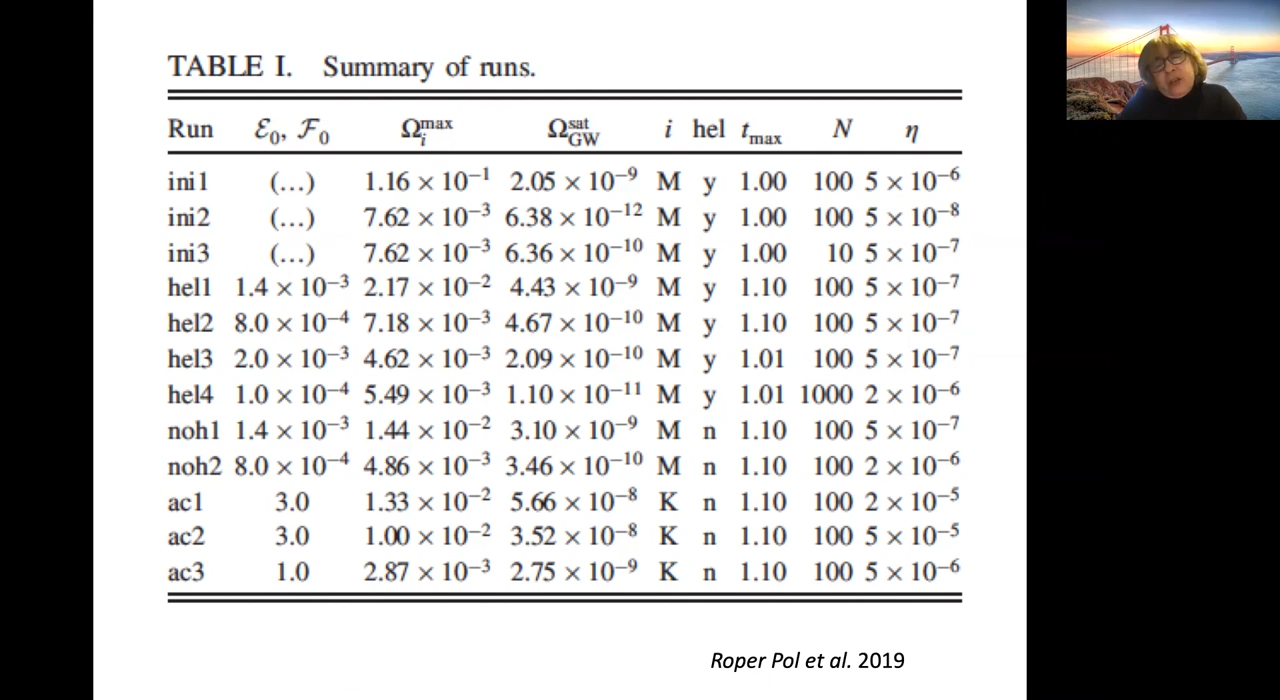 TABLE I. Summary of runs.
Run ℰ₀, ℱ₀ Ωᵢᵐᵃˣ Ω_GW^sat i hel t_max N η
ini1 (...) 1.16 × 10⁻¹ 2.05 × 10⁻⁹ M y 1.00 100 5 × 10⁻⁶
ini2 (...) 7.62 × 10⁻³ 6.38 × 10⁻¹² M y 1.00 100 5 × 10⁻⁸
ini3 (...) 7.62 × 10⁻³ 6.36 × 10⁻¹⁰ M y 1.00 10 5 × 10⁻⁷
hel1 1.4 × 10⁻³ 2.17 × 10⁻² 4.43 × 10⁻⁹ M y 1.10 100 5 × 10⁻⁷
hel2 8.0 × 10⁻⁴ 7.18 × 10⁻³ 4.67 × 10⁻¹⁰ M y 1.10 100 5 × 10⁻⁷
hel3 2.0 × 10⁻³ 4.62 × 10⁻³ 2.09 × 10⁻¹⁰ M y 1.01 100 5 × 10⁻⁷
hel4 1.0 × 10⁻⁴ 5.49 × 10⁻³ 1.10 × 10⁻¹¹ M y 1.01 1000 2 × 10⁻⁶
noh1 1.4 × 10⁻³ 1.44 × 10⁻² 3.10 × 10⁻⁹ M n 1.10 100 5 × 10⁻⁷
noh2 8.0 × 10⁻⁴ 4.86 × 10⁻³ 3.46 × 10⁻¹⁰ M n 1.10 100 2 × 10⁻⁶
ac1 3.0 1.33 × 10⁻² 5.66 × 10⁻⁸ K n 1.10 100 2 × 10⁻⁵
ac2 3.0 1.00 × 10⁻² 3.52 × 10⁻⁸ K n 1.10 100 5 × 10⁻⁵
ac3 1.0 2.87 × 10⁻³ 2.75 × 10⁻⁹ K n 1.10 100 5 × 10⁻⁶
Roper Pol et al. 2019